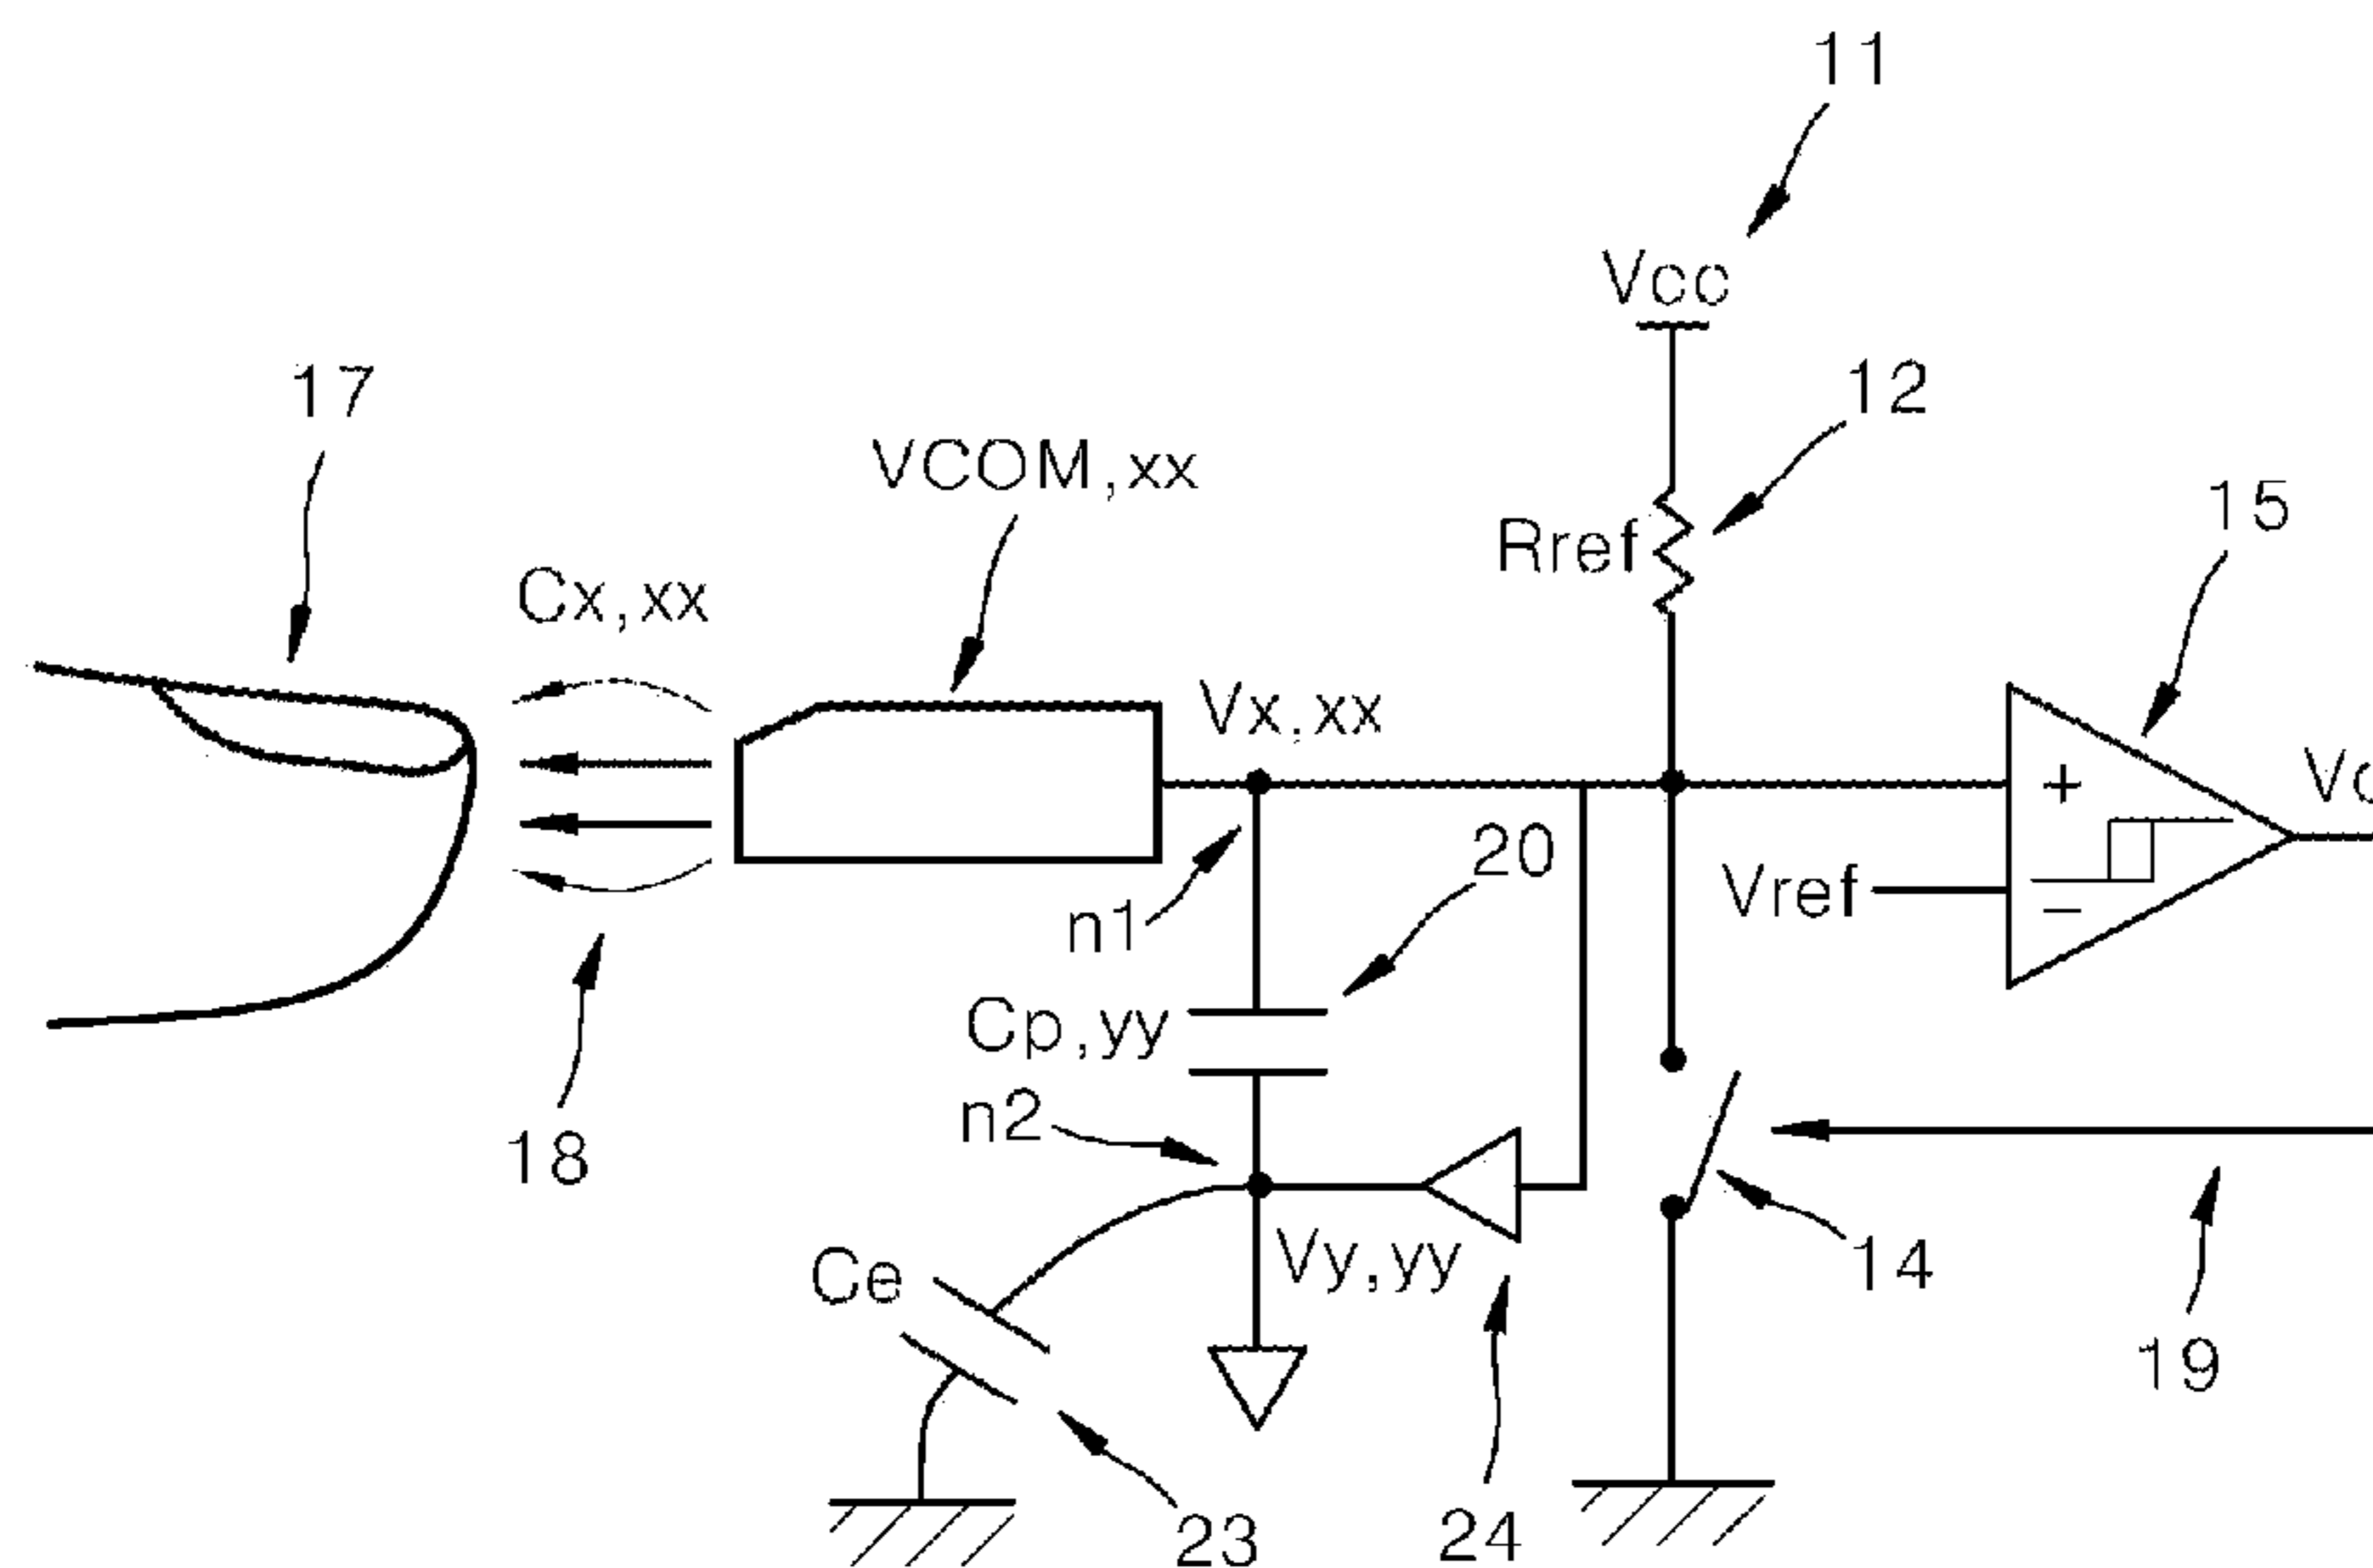 11
Vcc
17
12
VCOM,xx
15
Rref
Cx,xx
Vx,xx
+
20
Vref
n1
−
Cp,yy
n2
18
Vy,yy
14
Ce
19
24
23